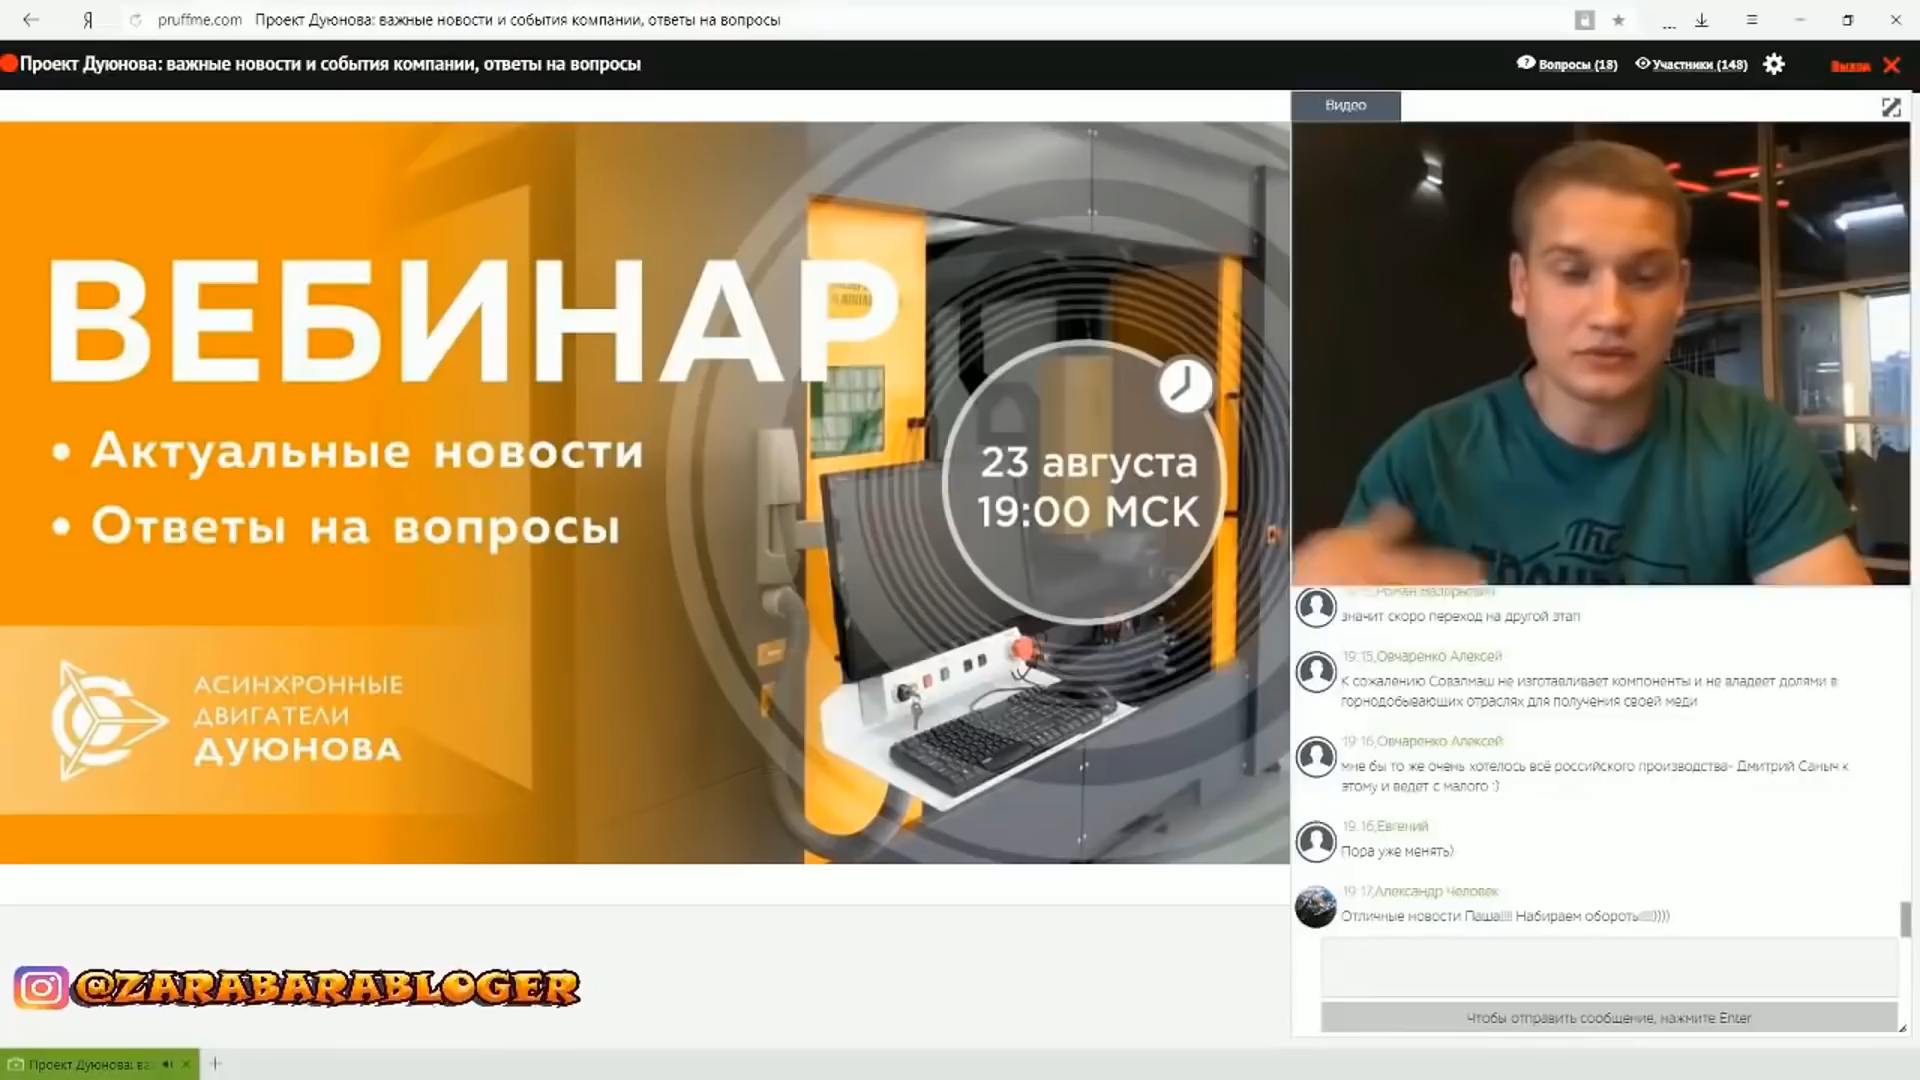 pruffme.com Проект Дуюнова: важные новости и события компании, ответы на вопросы
Проект Дуюнова: важные новости и события компании, ответы на вопросы
Вопросы (18) Участники (148) Выход
Видео
ВЕБИНАР
• Актуальные новости
• Ответы на вопросы
23 августа
19:00 МСК
АСИНХРОННЫЕ
ДВИГАТЕЛИ
ДУЮНОВА
The
значит скоро переход на другой этап
19:15,Овчаренко Алексей
К сожалению Совэлмаш не изготавливает компоненты и не владеет долями в
горнодобывающих отраслях для получения своей меди
19:16,Овчаренко Алексей
мне бы то же очень хотелось всё российского производства- Дмитрий Саныч к
этому и ведет с малого :)
19:16,Евгений
Пора уже менять)
19:17,Александр Человек
Отличные новости Паша!!!! Набираем обороты!!!!))))
Чтобы отправить сообщение, нажмите Enter
@ZARABARABLOGER
Проект Дуюнова: ва